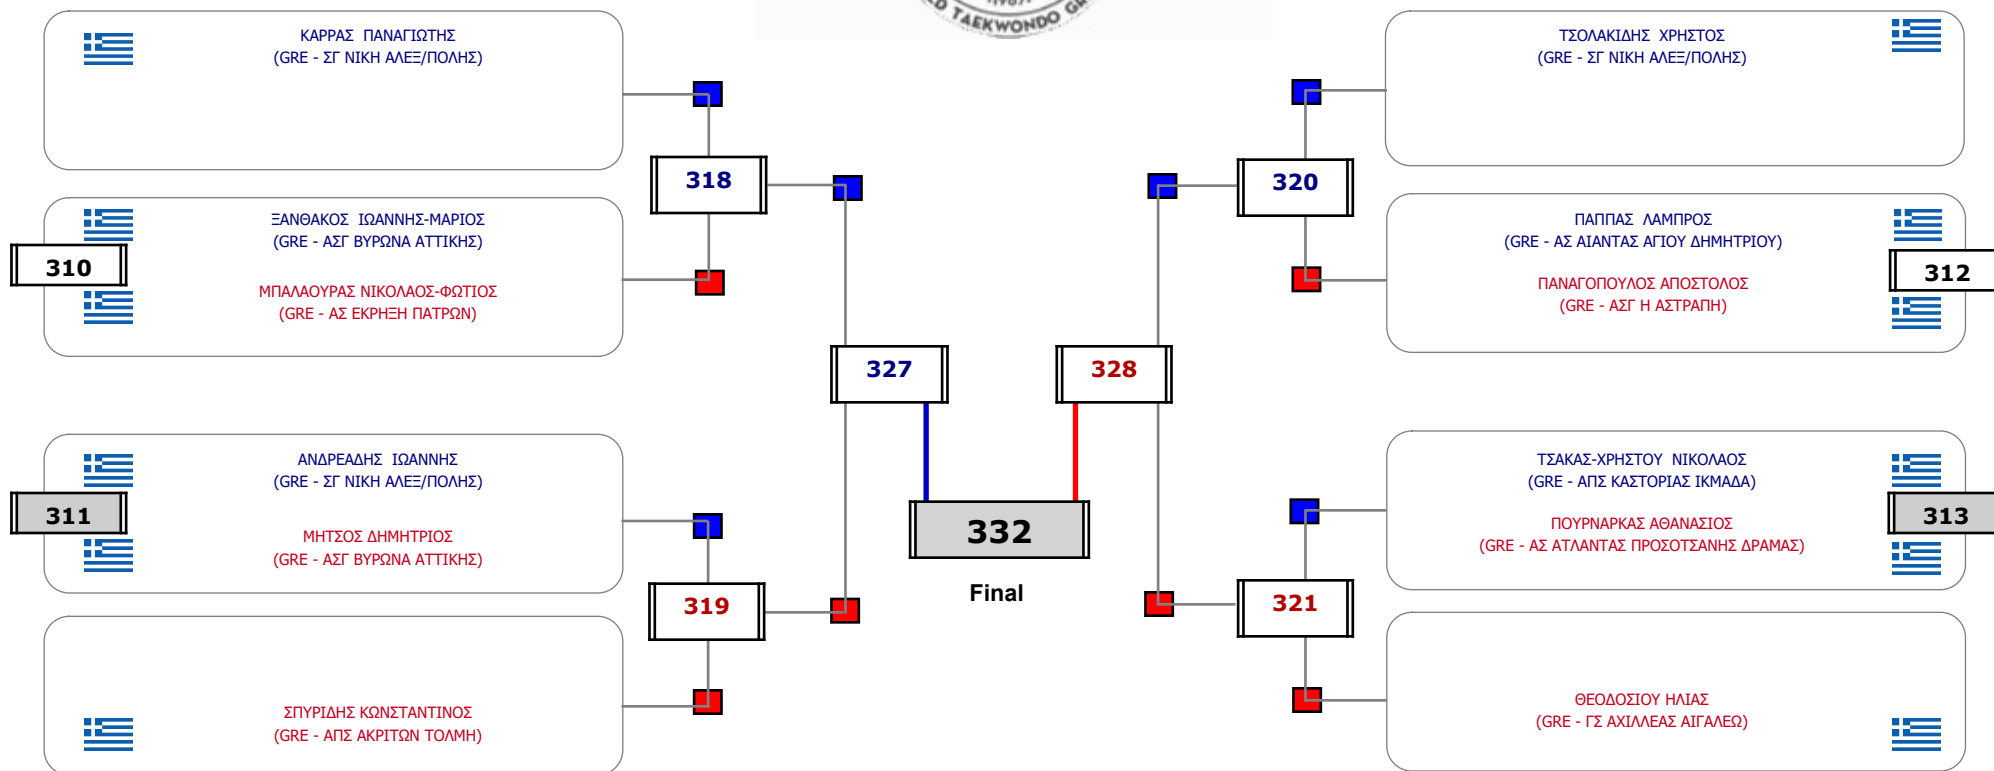 TAEKWONDO
ΚΑΡΡΑΣ ΠΑΝΑΓΙΩΤΗΣ
(GRE - ΣΓ ΝΙΚΗ ΑΛΕΞ/ΠΟΛΗΣ)
318
310
ΞΑΝΘΑΚΟΣ ΙΩΑΝΝΗΣ-ΜΑΡΙΟΣ
(GRE - ΑΣΓ ΒΥΡΩΝΑ ΑΤΤΙΚΗΣ)
ΜΠΑΛΑΟΥΡΑΣ ΝΙΚΟΛΑΟΣ-ΦΩΤΙΟΣ
(GRE - ΑΣ ΕΚΡΗΞΗ ΠΑΤΡΩΝ)
327
311
ΑΝΔΡΕΑΔΗΣ ΙΩΑΝΝΗΣ
(GRE - ΣΓ ΝΙΚΗ ΑΛΕΞ/ΠΟΛΗΣ)
ΜΗΤΣΟΣ ΔΗΜΗΤΡΙΟΣ
(GRE - ΑΣΓ ΒΥΡΩΝΑ ΑΤΤΙΚΗΣ)
319
ΣΠΥΡΙΔΗΣ ΚΩΝΣΤΑΝΤΙΝΟΣ
(GRE - ΑΠΣ ΑΚΡΙΤΩΝ ΤΟΛΜΗ)
332
Final
ΤΣΟΛΑΚΙΔΗΣ ΧΡΗΣΤΟΣ
(GRE - ΣΓ ΝΙΚΗ ΑΛΕΞ/ΠΟΛΗΣ)
320
ΠΑΠΠΑΣ ΛΑΜΠΡΟΣ
(GRE - ΑΣ ΑΙΑΝΤΑΣ ΑΓΙΟΥ ΔΗΜΗΤΡΙΟΥ)
312
ΠΑΝΑΓΟΠΟΥΛΟΣ ΑΠΟΣΤΟΛΟΣ
(GRE - ΑΣΓ Η ΑΣΤΡΑΠΗ)
328
ΤΣΑΚΑΣ-ΧΡΗΣΤΟΥ ΝΙΚΟΛΑΟΣ
(GRE - ΑΠΣ ΚΑΣΤΟΡΙΑΣ ΙΚΜΑΔΑ)
313
ΠΟΥΡΝΑΡΚΑΣ ΑΘΑΝΑΣΙΟΣ
(GRE - ΑΣ ΑΤΛΑΝΤΑΣ ΠΡΟΣΟΤΣΑΝΗΣ ΔΡΑΜΑΣ)
321
ΘΕΟΔΟΣΙΟΥ ΗΛΙΑΣ
(GRE - ΓΣ ΑΧΙΛΛΕΑΣ ΑΙΓΑΛΕΩ)